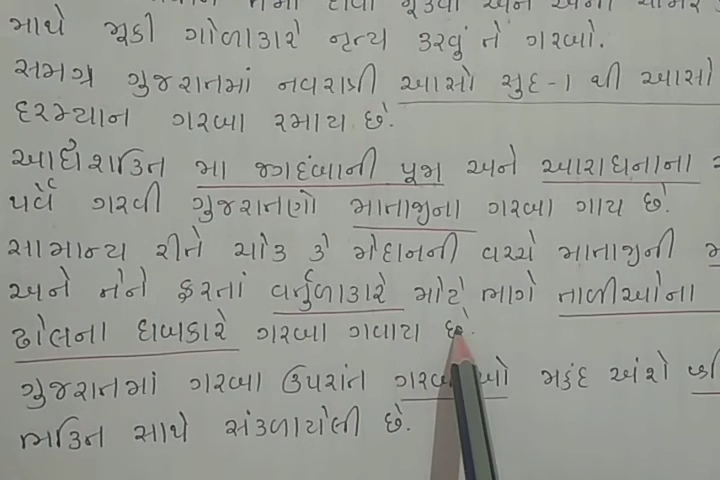 માથે મૂકી ગોળાકારે નૃત્ય કરવું તે ગરબો.
સમગ્ર ગુજરાતમાં નવરાત્રી આસો સુદ-૧ થી આસો
દરમ્યાન ગરબા રમાય છે.
આદ્યશક્તિ મા જગદંબાની પૂજા અને આરાધનાના
પર્વે ગરવી ગુજરાતણો માતાજીના ગરબા ગાય છે.
સામાન્ય રીતે ચોક કે મેદાનની વચ્ચે માતાજીની
અને તેને ફરતાં વર્તુળાકારે મોટે ભાગે તાળીઓના
ઢોલના ધબકારે ગરબા ગવાય છે.
ગુજરાતમાં ગરબા ઉપરાંત મહદ અંશે
ભક્તિ સાથે સંકળાયેલી છે.